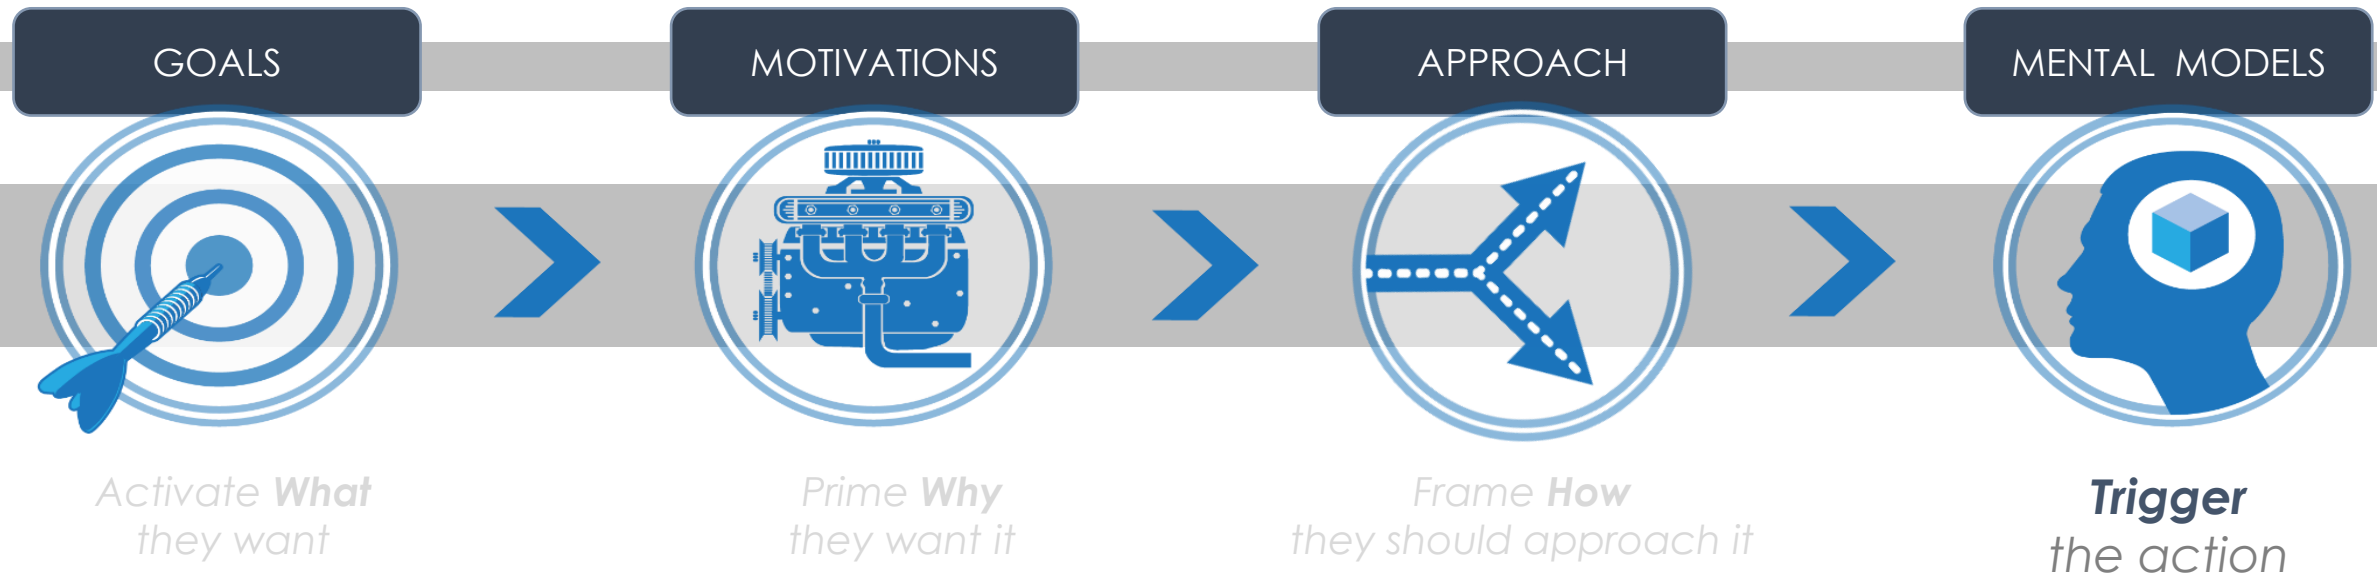 GOALS
MOTIVATIONS
APPROACH
MENTAL MODELS
Activate What
they want
Prime Why
they want it
Frame How
they should approach it
Trigger
the action